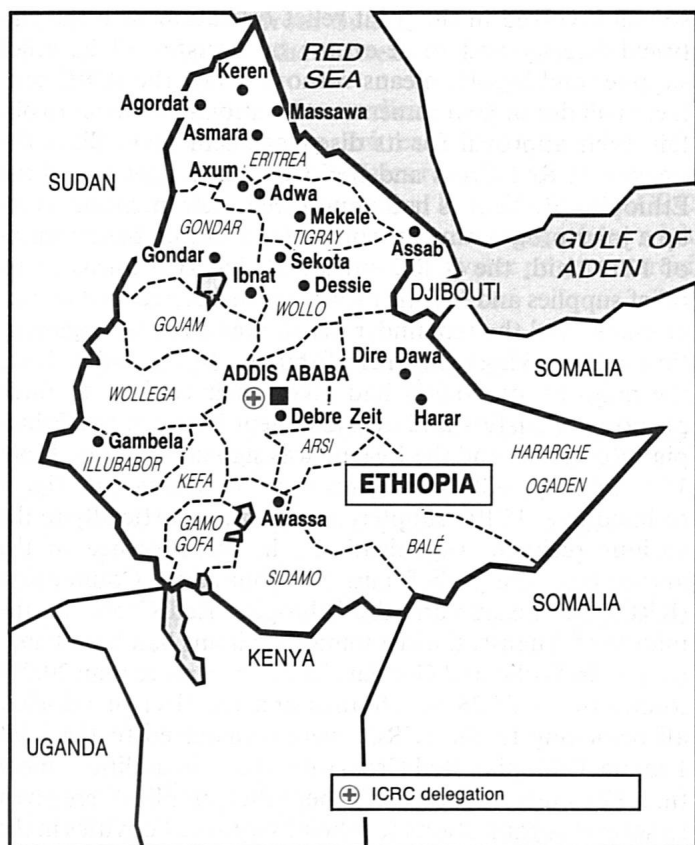 RED
SEA
Keren
Agordat
Massawa
Asmara
ERITREA
SUDAN
Axum
Adwa
Mekele
GONDAR
TIGRAY
Assab
GULF OF
ADEN
Gondar
Sekota
Ibnat
Dessie
DJIBOUTI
WOLLO
GOJAM
ADDIS ABABA
Dire Dawa
SOMALIA
WOLLEGA
Debre Zeit
Harar
Gambela
ARSI
HARARGHE
ILLUBABOR
KEFA
ETHIOPIA
OGADEN
Awassa
GAMO
GOFA
BALÉ
SIDAMO
SOMALIA
KENYA
UGANDA
ICRC delegation